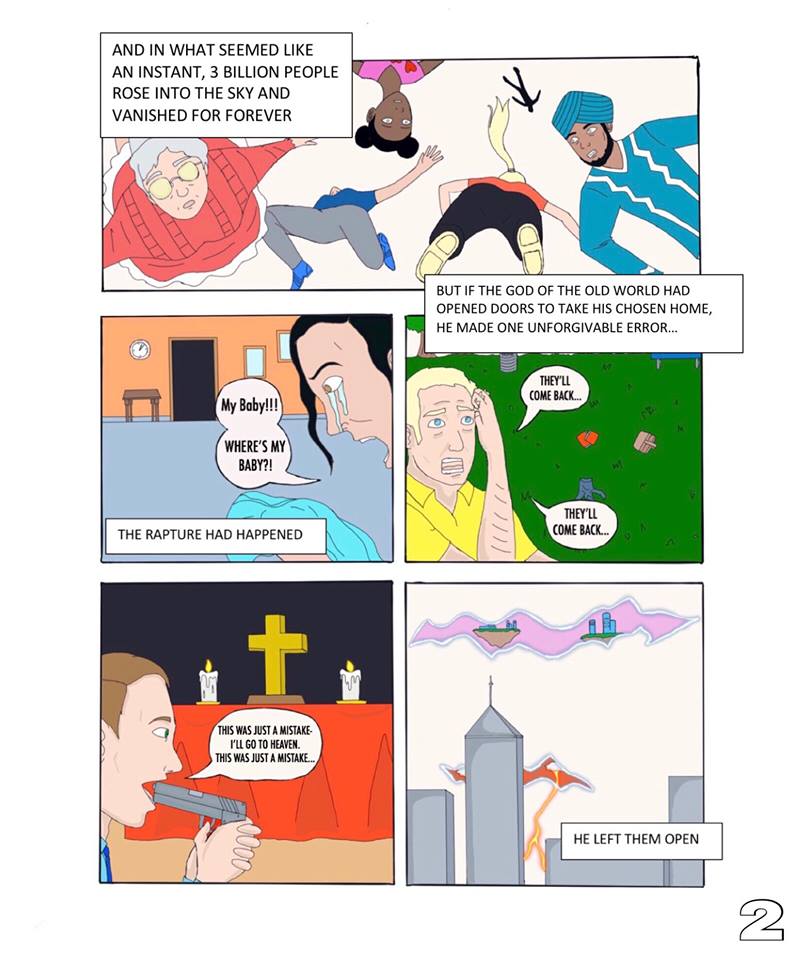 AND IN WHAT SEEMED LIKE
AN INSTANT, 3 BILLION PEOPLE
ROSE INTO THE SKY AND
VANISHED FOR FOREVER
BUT IF THE GOD OF THE OLD WORLD HAD
OPENED DOORS TO TAKE HIS CHOSEN HOME,
HE MADE ONE UNFORGIVABLE ERROR...
My Baby!!!
WHERE'S MY
BABY?!
THE RAPTURE HAD HAPPENED
THEY'LL
COME BACK...
THEY'LL
COME BACK...
THIS WAS JUST A MISTAKE-
I'LL GO TO HEAVEN.
THIS WAS JUST A MISTAKE...
HE LEFT THEM OPEN
2